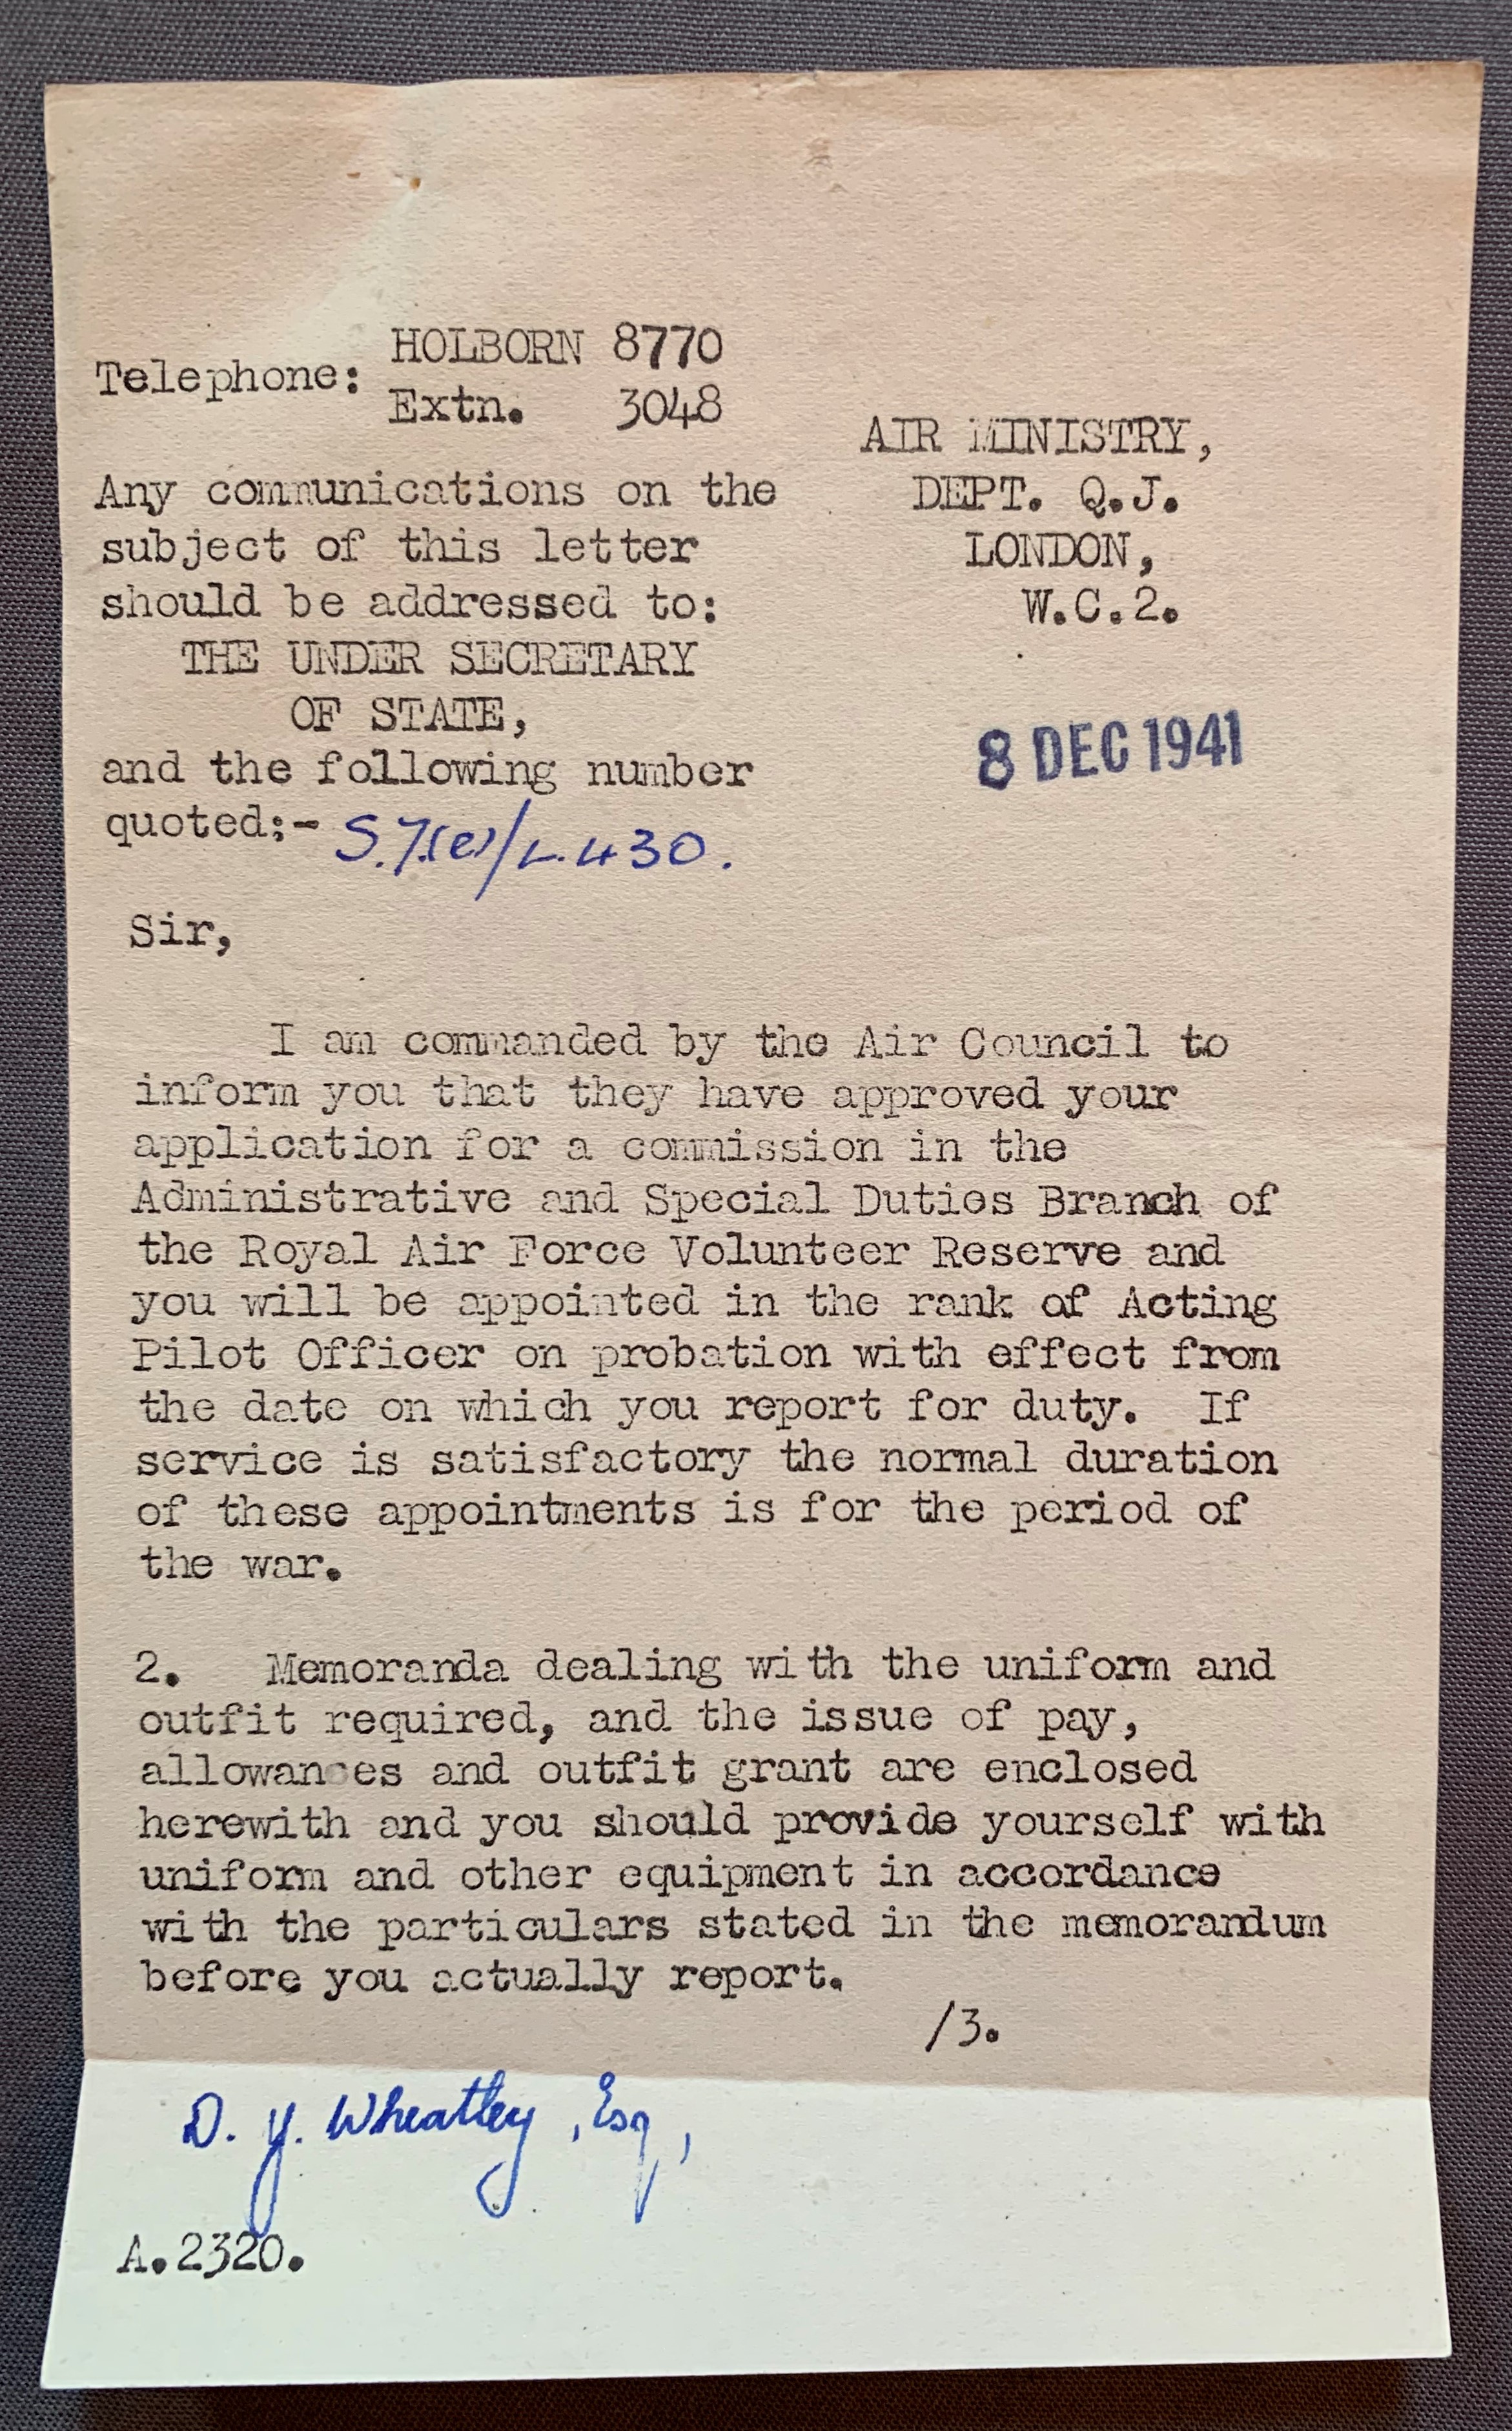 Telephone: HOLBORN 8770
Extn. 3048
AIR MINISTRY,
DEPT. Q.J.
LONDON,
W.C.2.
Any communications on the
subject of this letter
should be addressed to:
THE UNDER SECRETARY
OF STATE,
and the following number
quoted:- S.7.(e)/L.430.
8 DEC 1941
Sir,
I am commanded by the Air Council to
inform you that they have approved your
application for a commission in the
Administrative and Special Duties Branch of
the Royal Air Force Volunteer Reserve and
you will be appointed in the rank of Acting
Pilot Officer on probation with effect from
the date on which you report for duty. If
service is satisfactory the normal duration
of these appointments is for the period of
the war.
2. Memoranda dealing with the uniform and
outfit required, and the issue of pay,
allowances and outfit grant are enclosed
herewith and you should provide yourself with
uniform and other equipment in accordance
with the particulars stated in the memorandum
before you actually report.
/3.
D. Y. Wheatley, Esq,
A.2320.